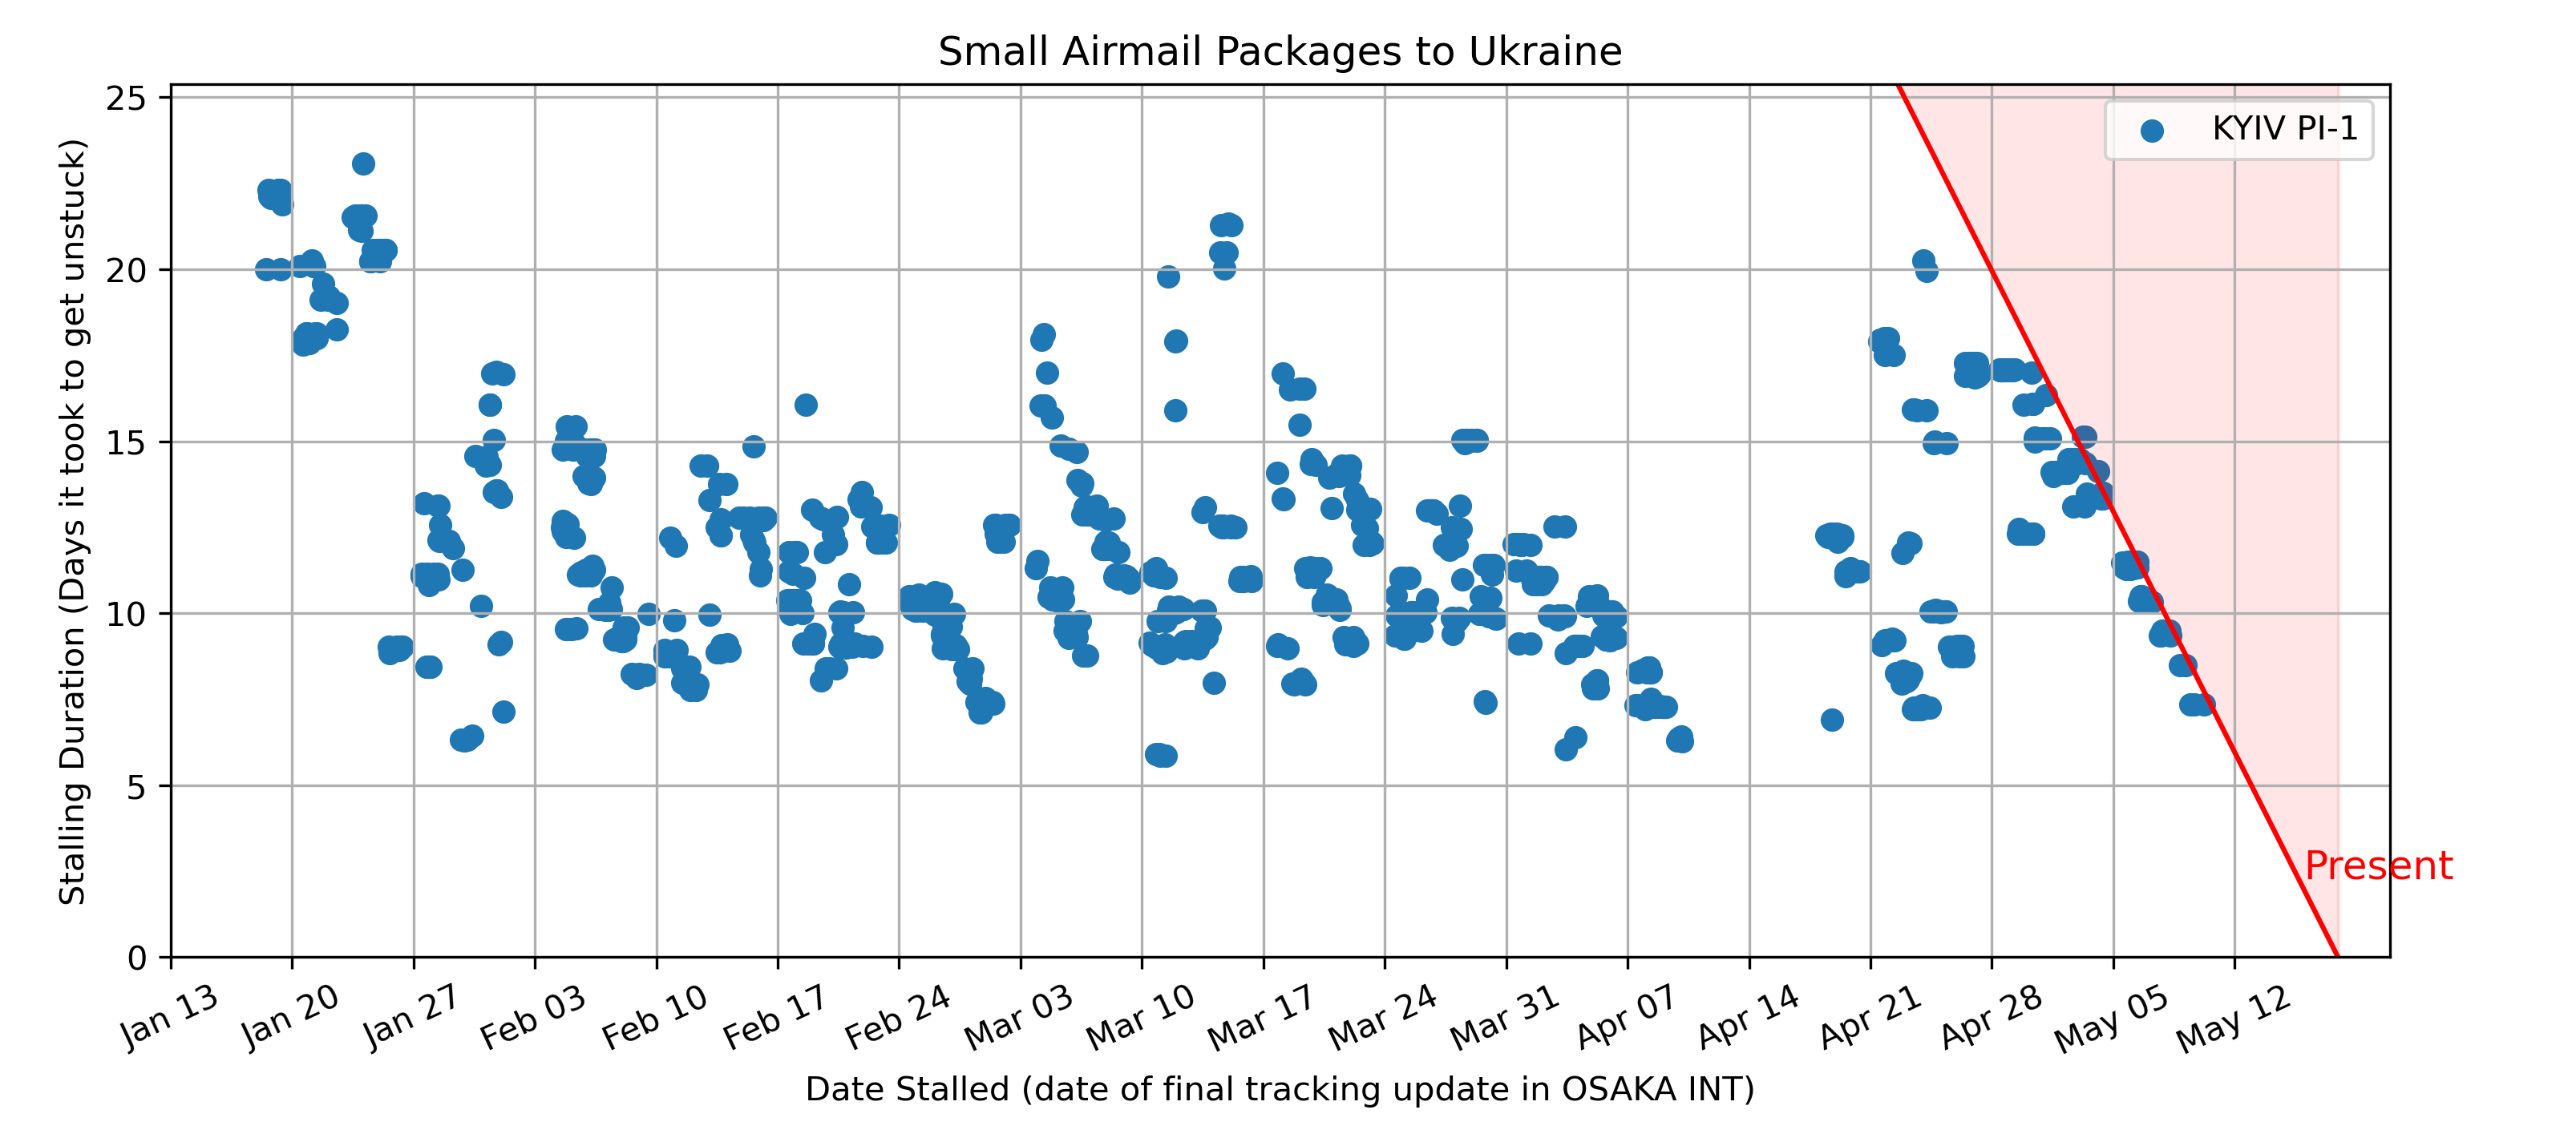 Small Airmail Packages to Ukraine
KYIV PI-1
Stalling Duration (Days it took to get unstuck)
25
20
15
10
5
0
Present
Jan 13
Jan 20
Jan 27
Feb 03
Feb 10
Feb 17
Feb 24
Mar 03
Mar 10
Mar 17
Mar 24
Mar 31
Apr 07
Apr 14
Apr 21
Apr 28
May 05
May 12
Date Stalled (date of final tracking update in OSAKA INT)